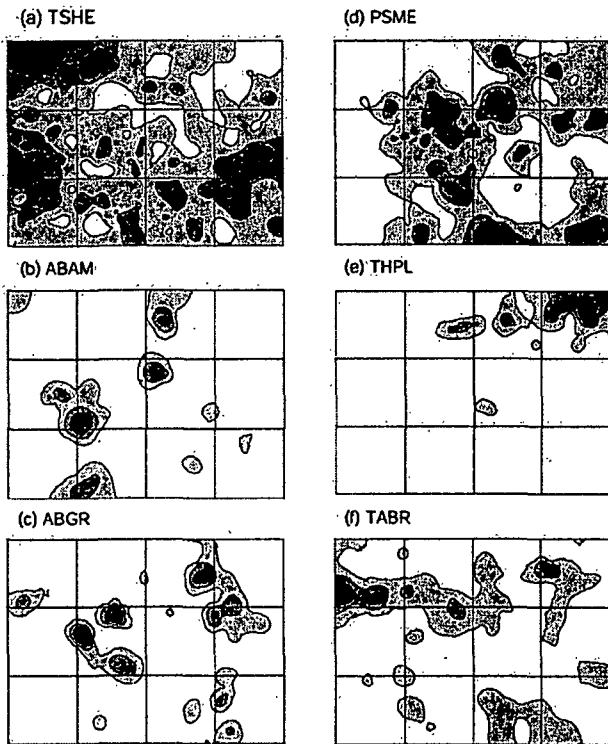 (a) TSHE
(d) PSME
(b) ABAM
(e) THPL
(c) ABGR
(f) TABR